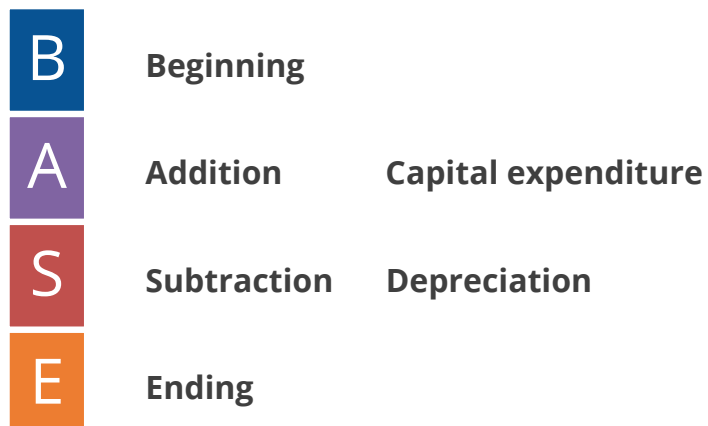 B Beginning
A Addition Capital expenditure
S Subtraction Depreciation
E Ending